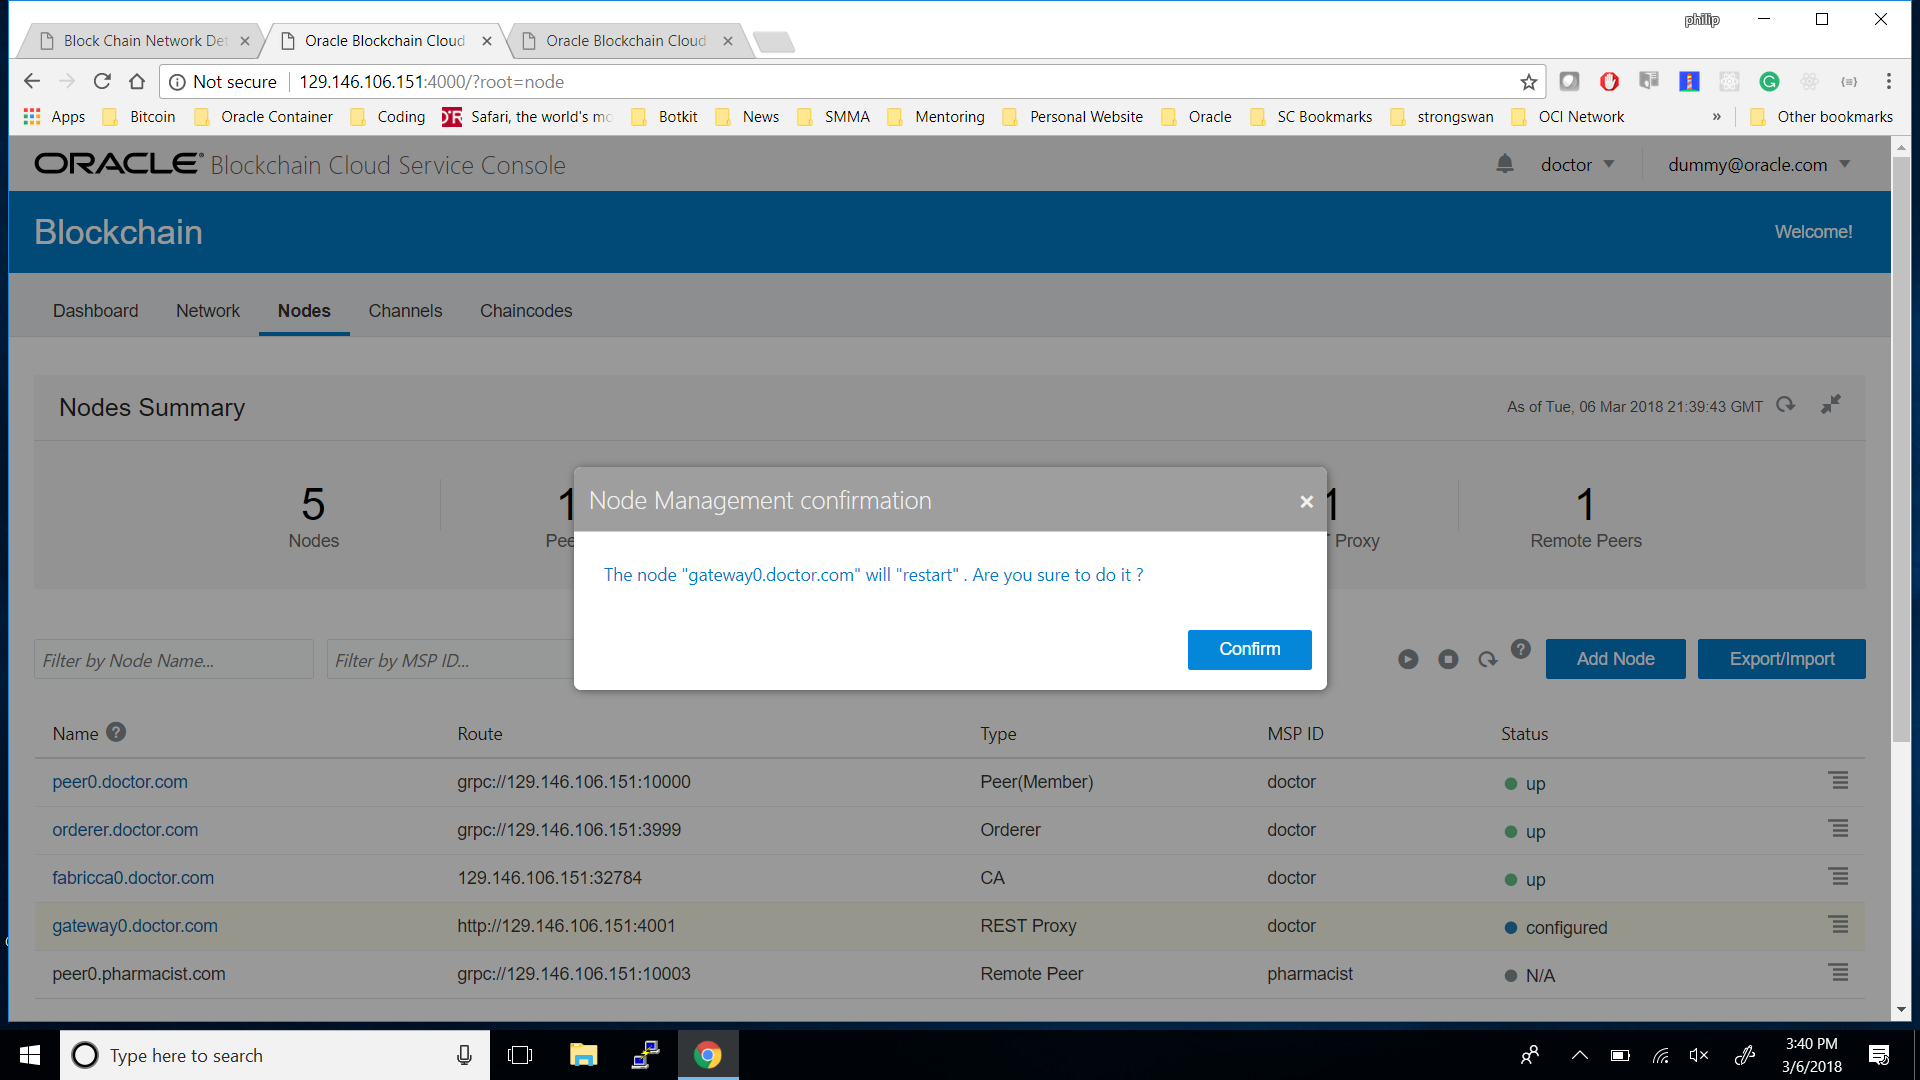 philip
Block Chain Network Det
Oracle Blockchain Cloud
Oracle Blockchain Cloud
Not secure
129.146.106.151:4000/?root=node
Apps
Bitcoin
Oracle Container
Coding
Safari, the world's mo
Botkit
News
SMMA
Mentoring
Personal Website
Oracle
SC Bookmarks
strongswan
OCI Network
»
Other bookmarks
ORACLE® Blockchain Cloud Service Console
doctor
dummy@oracle.com
Blockchain
Welcome!
Dashboard
Network
Nodes
Channels
Chaincodes
Nodes Summary
As of Tue, 06 Mar 2018 21:39:43 GMT
5
Nodes
1
Pee
1
Proxy
1
Remote Peers
Node Management confirmation
×
The node "gateway0.doctor.com" will "restart" . Are you sure to do it ?
Confirm
Filter by Node Name...
Filter by MSP ID...
?
Add Node
Export/Import
Name ? Route Type MSP ID Status
peer0.doctor.com grpc://129.146.106.151:10000 Peer(Member) doctor up
orderer.doctor.com grpc://129.146.106.151:3999 Orderer doctor up
fabricca0.doctor.com 129.146.106.151:32784 CA doctor up
gateway0.doctor.com http://129.146.106.151:4001 REST Proxy doctor configured
peer0.pharmacist.com grpc://129.146.106.151:10003 Remote Peer pharmacist N/A
Type here to search
3:40 PM
3/6/2018